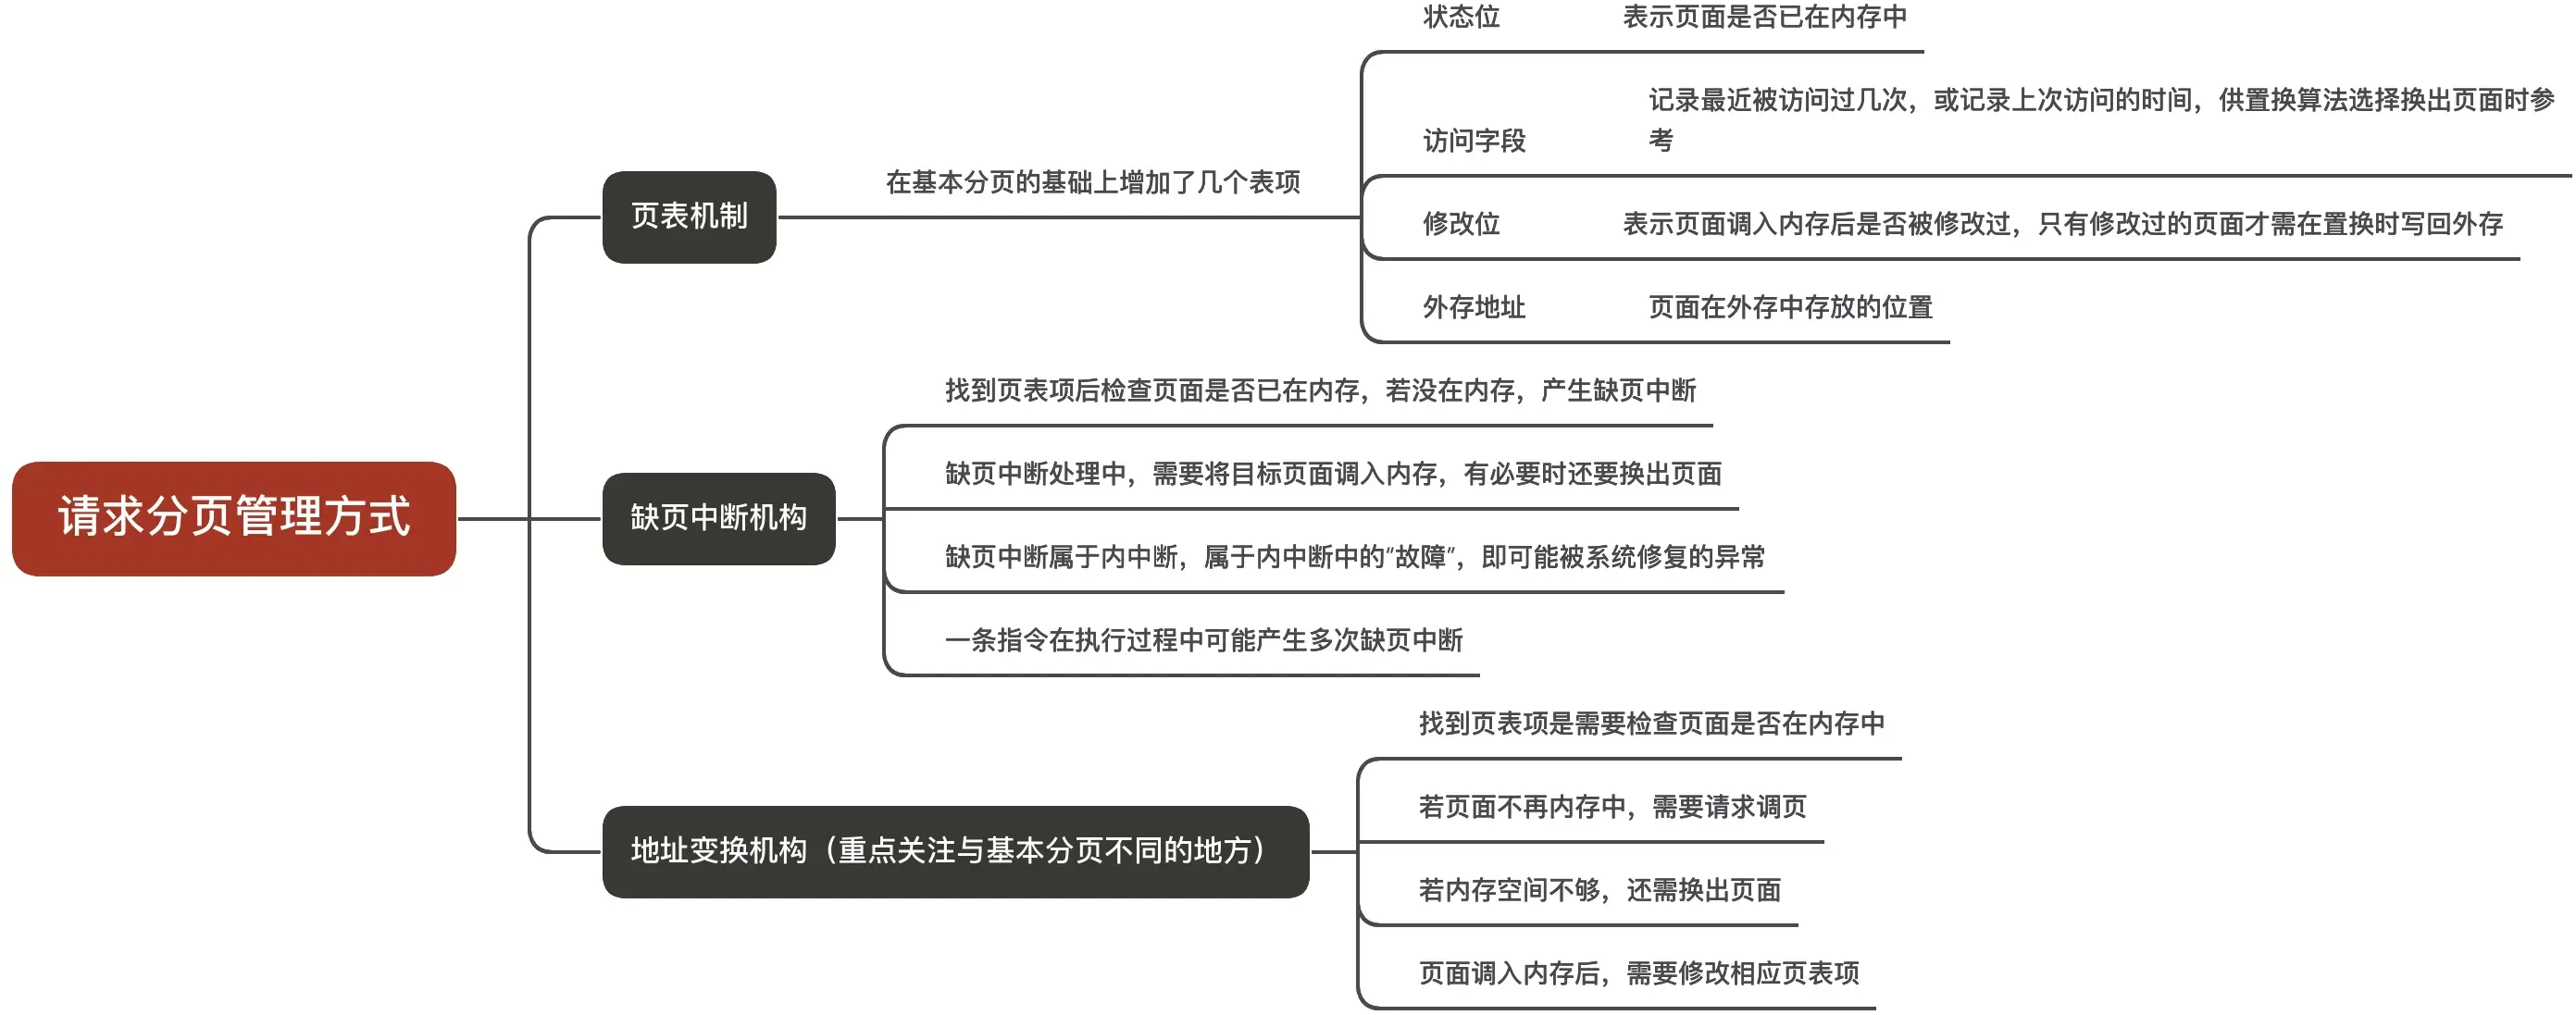 请求分页管理方式
页表机制
在基本分页的基础上增加了几个表项
状态位 表示页面是否已在内存中
访问字段 记录最近被访问过几次，或记录上次访问的时间，供置换算法选择换出页面时参
考
修改位 表示页面调入内存后是否被修改过，只有修改过的页面才需在置换时写回外存
外存地址 页面在外存中存放的位置
缺页中断机构
找到页表项后检查页面是否已在内存，若没在内存，产生缺页中断
缺页中断处理中，需要将目标页面调入内存，有必要时还要换出页面
缺页中断属于内中断，属于内中断中的“故障”，即可能被系统修复的异常
一条指令在执行过程中可能产生多次缺页中断
地址变换机构（重点关注与基本分页不同的地方）
找到页表项是需要检查页面是否在内存中
若页面不再内存中，需要请求调页
若内存空间不够，还需换出页面
页面调入内存后，需要修改相应页表项